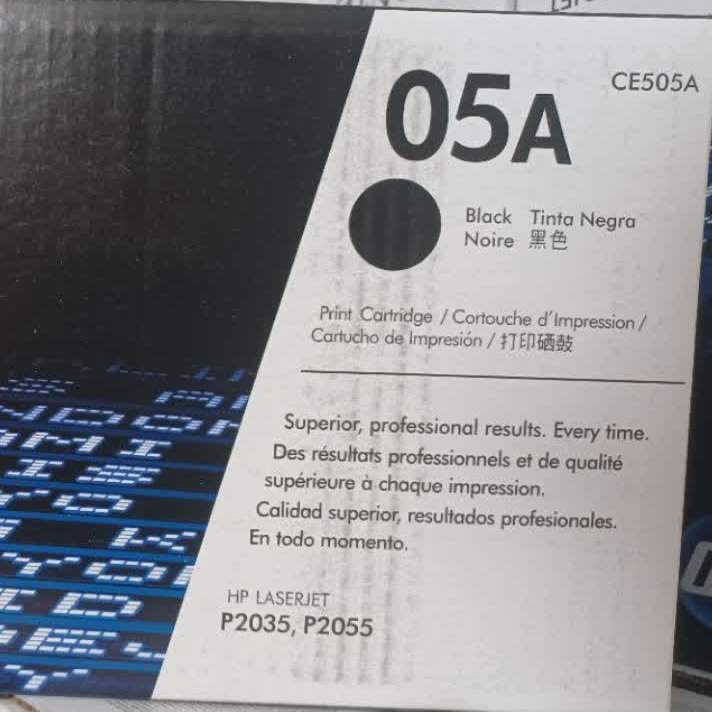 CE505A
05A
Black Tinta Negra
Noire 黑色
Print Cartridge / Cortouche d'Impression /
Cartucho de Impresión / 打印硒鼓
Superior, professional results. Every time.
Des résultats professionnels et de qualité
supérieure à chaque impression.
Calidad superior, resultados profesionales.
En todo momento.
HP LASERJET
P2035, P2055